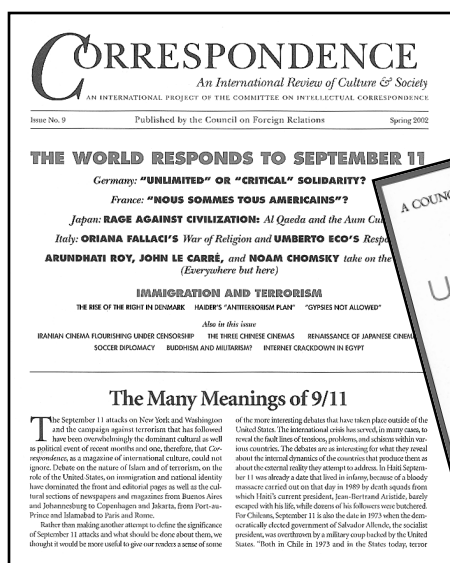 CORRESPONDENCE
An International Review of Culture & Society
AN INTERNATIONAL PROJECT OF THE COMMITTEE ON INTELLECTUAL CORRESPONDENCE
Issue No. 9 Published by the Council on Foreign Relations Spring 2002
THE WORLD RESPONDS TO SEPTEMBER 11
Germany: "UNLIMITED" OR "CRITICAL" SOLIDARITY?
France: "NOUS SOMMES TOUS AMERICAINS"?
Japan: RAGE AGAINST CIVILIZATION: Al Qaeda and the Aum
Italy: ORIANA FALLACI'S War of Religion and UMBERTO ECO'S
ARUNDHATI ROY, JOHN LE CARRÉ, and NOAM CHOMSKY take on the
(Everywhere but here)
IMMIGRATION AND TERRORISM
THE RISE OF THE RIGHT IN DENMARK HAIDER'S "ANTITERRORISM PLAN" "GYPSIES NOT ALLOWED"
Also in this issue
IRANIAN CINEMA FLOURISHING UNDER CENSORSHIP THE THREE CHINESE CINEMAS RENAISSANCE OF JAPANESE CINEMA
SOCCER DIPLOMACY BUDDHISM AND MILITARISM? INTERNET CRACKDOWN IN EGYPT
A COUNC
U
The Many Meanings of 9/11
The September 11 attacks on New York and Washington
and the campaign against terrorism that has followed
have been overwhelmingly the dominant cultural as well
as political event of recent months and one, therefore, that Cor-
respondence, as a magazine of international culture, could not
ignore. Debate on the nature of Islam and of terrorism, on the
role of the United States, on immigration and national identity
have dominated the front and editorial pages as well as the cul-
tural sections of newspapers and magazines from Buenos Aires
and Johannesburg to Copenhagen and Jakarta, from Port-au-
Prince and Islamabad to Paris and Rome.
Rather then making another attempt to define the significance
of September 11 attacks and what should be done about them, we
thought it would be more useful to give our readers a sense of some
of the more interesting debates that have taken place outside of the
United States. The international crisis has served, in many cases, to
reveal the fault lines of tensions, problems, and schisms within var-
ious countries. The debates are as interesting for what they reveal
about the internal dynamics of the countries that produce them as
about the external reality they attempt to address. In Haiti Septem-
ber 11 was already a date that lived in infamy, because of a bloody
massacre carried out on that day in 1989 by death squads from
which Haiti's current president, Jean-Bertrand Aristide, barely
escaped with his life, while dozens of his followers were butchered.
For Chileans, September 11 is also the date in 1973 when the dem-
ocratically elected government of Salvador Allende, the socialist
president, was overthrown by a military coup backed by the United
States. "Both in Chile in 1973 and in the States today, terror